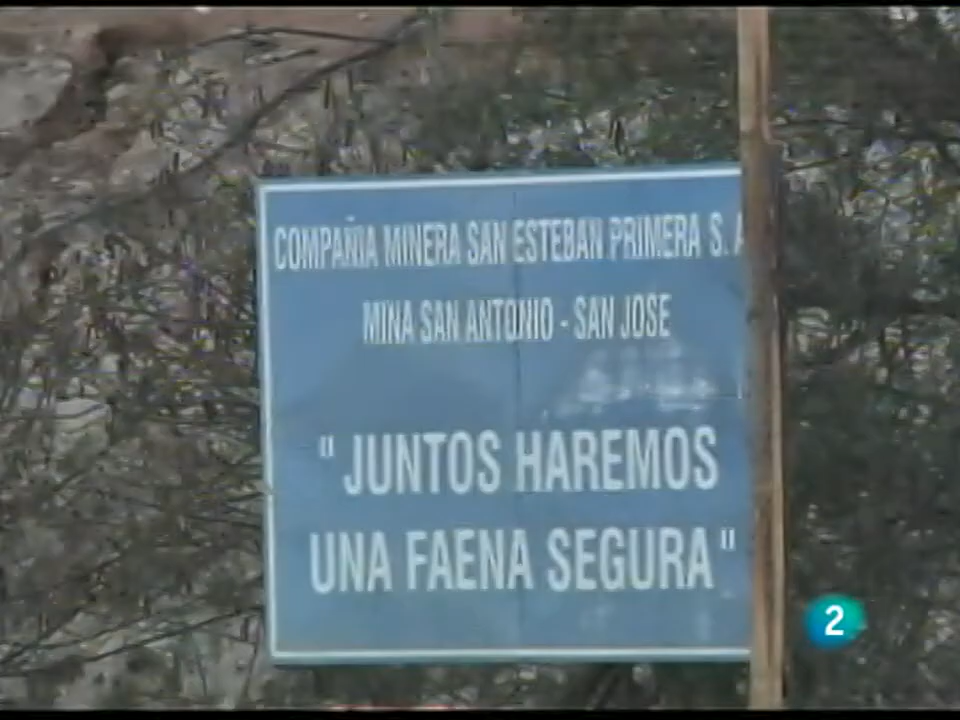 COMPAÑIA MINERA SAN ESTEBAN PRIMERA S. A
MINA SAN ANTONIO - SAN JOSE
"JUNTOS HAREMOS
UNA FAENA SEGURA"
2